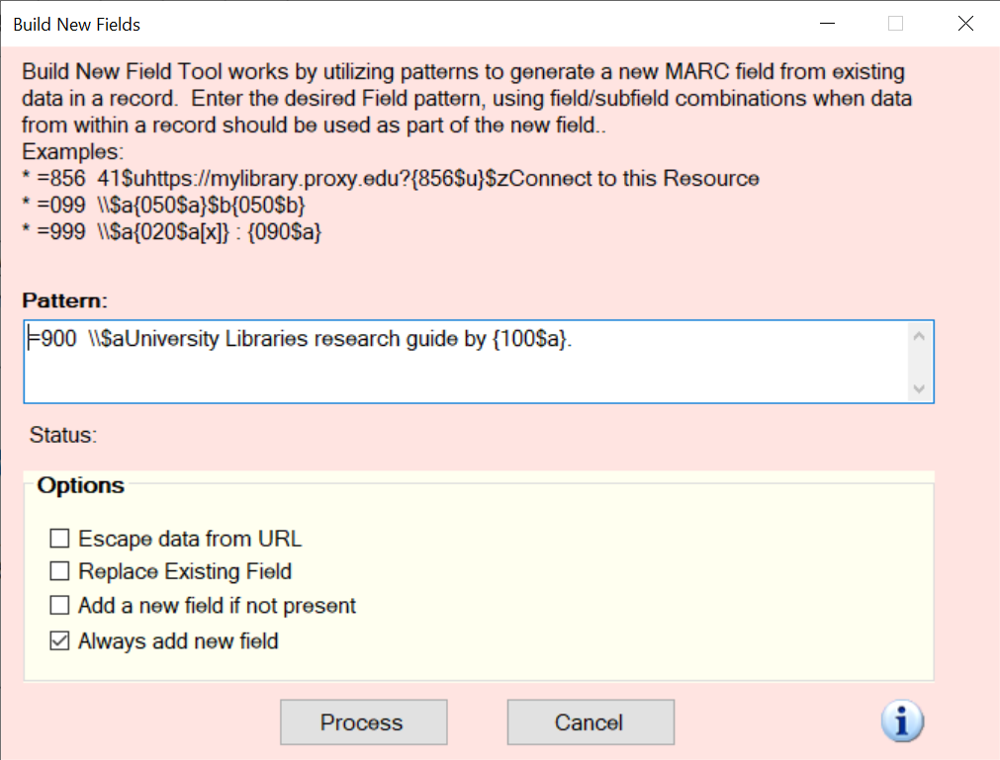 Build New Fields
Build New Field Tool works by utilizing patterns to generate a new MARC field from existing
data in a record.  Enter the desired Field pattern, using field/subfield combinations when data
from within a record should be used as part of the new field..
Examples:
* =856  41$uhttps://mylibrary.proxy.edu?{856$u}$zConnect to this Resource
* =099  \\$a{050$a}$b{050$b}
* =999  \\$a{020$a[x]} : {090$a}
Pattern:
=900  \\$aUniversity Libraries research guide by {100$a}.
Status:
Options
Escape data from URL
Replace Existing Field
Add a new field if not present
Always add new field
Process
Cancel